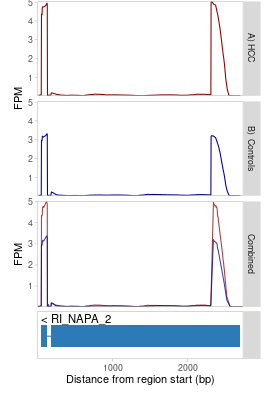 5
4
3
2
1
FPM
A) HCC
5
4
3
2
1
B) Controls
5
4
3
2
1
FPM
Combined
< RI_NAPA_2
1000 2000
Distance from region start (bp)